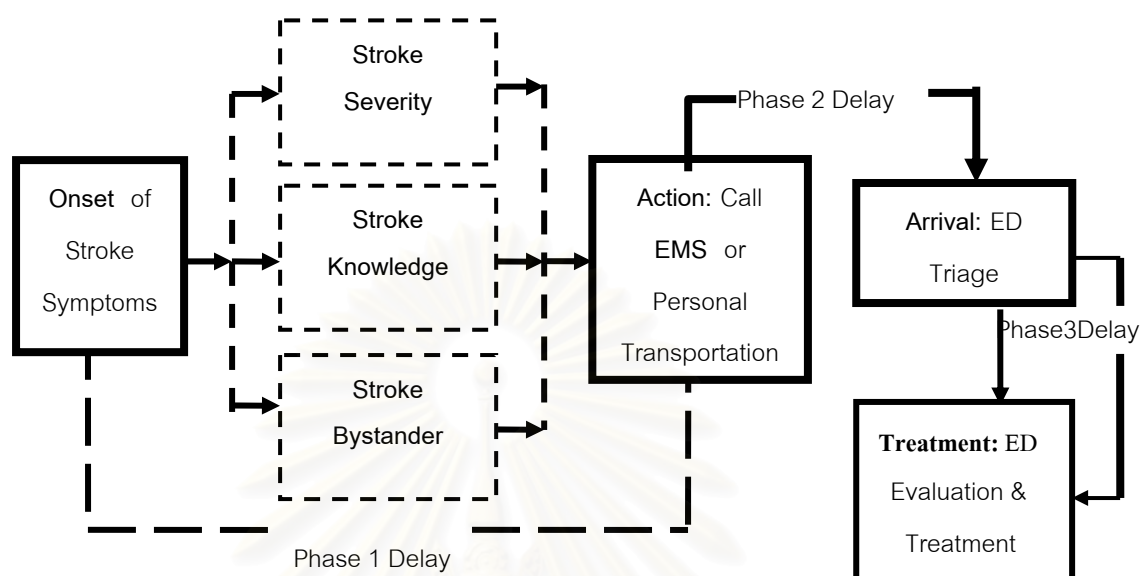 Onset of
Stroke
Symptoms
Stroke
Severity
Stroke
Knowledge
Stroke
Bystander
Phase 1 Delay
Action: Call
EMS or
Personal
Transportation
Phase 2 Delay
Arrival: ED
Triage
Phase3Delay
Treatment: ED
Evaluation &
Treatment